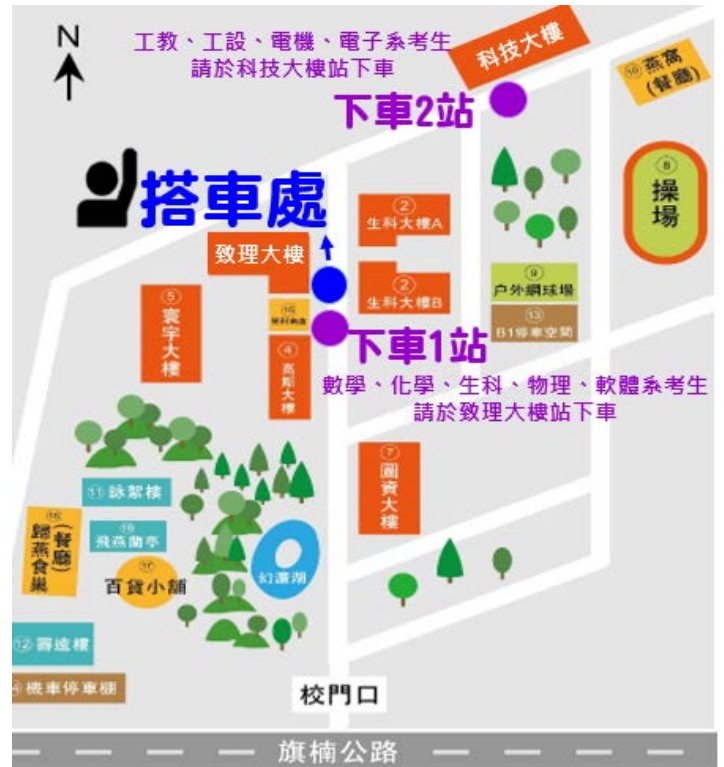 N
工教、工設、電機、電子系考生
請於科技大樓站下車
科技大樓
下車2站
燕窩
(餐廳)
⑧
操場
搭車處
②
生科大樓A
致理大樓
②
生科大樓B
⑨
戶外網球場
⑬
B1停車空間
⑤
寰宇大樓
④
高斯大樓
下車1站
數學、化學、生科、物理、軟體系考生
請於致理大樓站下車
⑦
圖資大樓
⑪詠絮樓
飛燕蘭亭
歸燕食巢
(餐廳)
百貨小舖
幻瀛湖
⑫霽遠樓
機車停車棚
校門口
旗楠公路